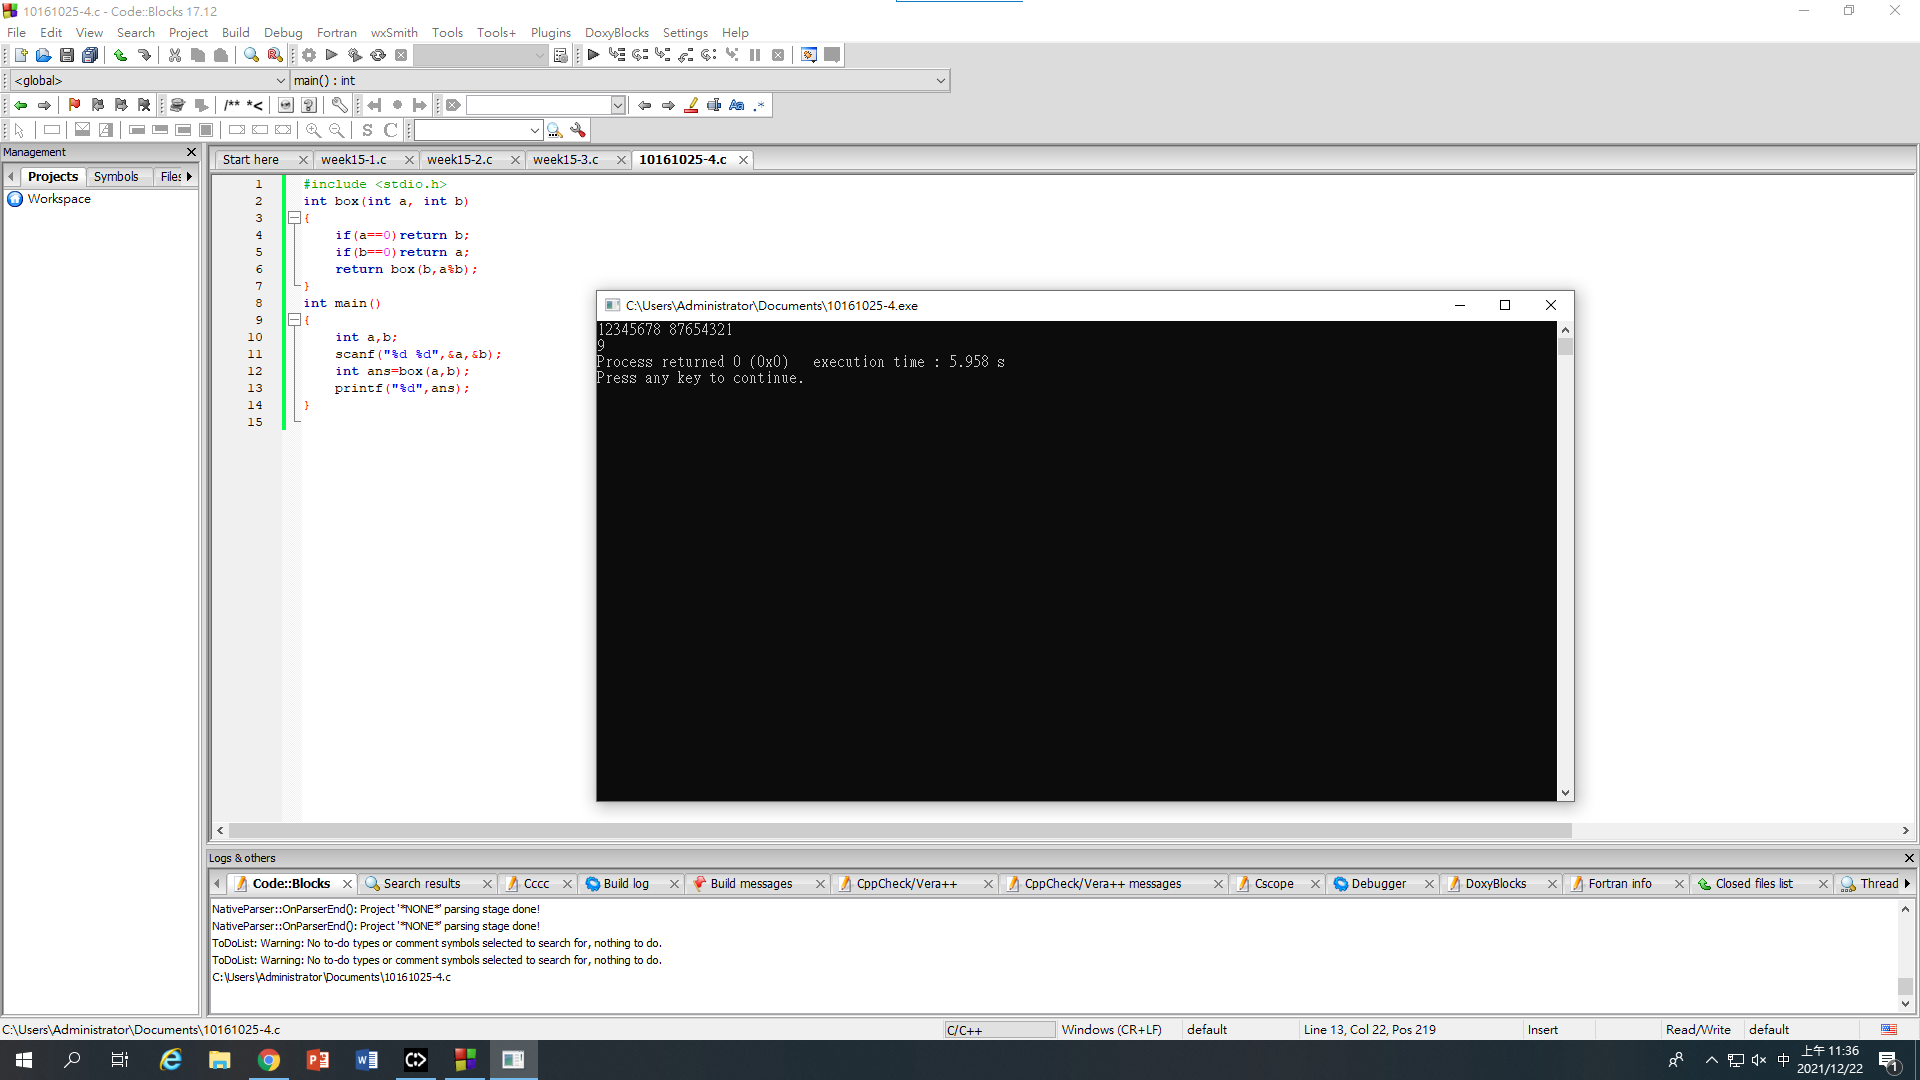 10161025-4.c - Code::Blocks 17.12
File Edit View Search Project Build Debug Fortran wxSmith Tools Tools+ Plugins DoxyBlocks Settings Help
<global> main() : int
/** *<
S C
Management
Projects Symbols Files
Workspace
Start here week15-1.c week15-2.c week15-3.c 10161025-4.c
1 #include <stdio.h>
2 int box(int a, int b)
3 {
4 if(a==0)return b;
5 if(b==0)return a;
6 return box(b,a%b);
7 }
8 int main()
9 {
10 int a,b;
11 scanf("%d %d",&a,&b);
12 int ans=box(a,b);
13 printf("%d",ans);
14 }
15
C:\Users\Administrator\Documents\10161025-4.exe
12345678 87654321
9
Process returned 0 (0x0)   execution time : 5.958 s
Press any key to continue.
Logs & others
Code::Blocks Search results Cccc Build log Build messages CppCheck/Vera++ CppCheck/Vera++ messages Cscope Debugger DoxyBlocks Fortran info Closed files list Thread
NativeParser::OnParserEnd(): Project '*NONE*' parsing stage done!
NativeParser::OnParserEnd(): Project '*NONE*' parsing stage done!
ToDoList: Warning: No to-do types or comment symbols selected to search for, nothing to do.
ToDoList: Warning: No to-do types or comment symbols selected to search for, nothing to do.
C:\Users\Administrator\Documents\10161025-4.c
C:\Users\Administrator\Documents\10161025-4.c C/C++ Windows (CR+LF) default Line 13, Col 22, Pos 219 Insert Read/Write default
中 上午 11:36
2021/12/22
1